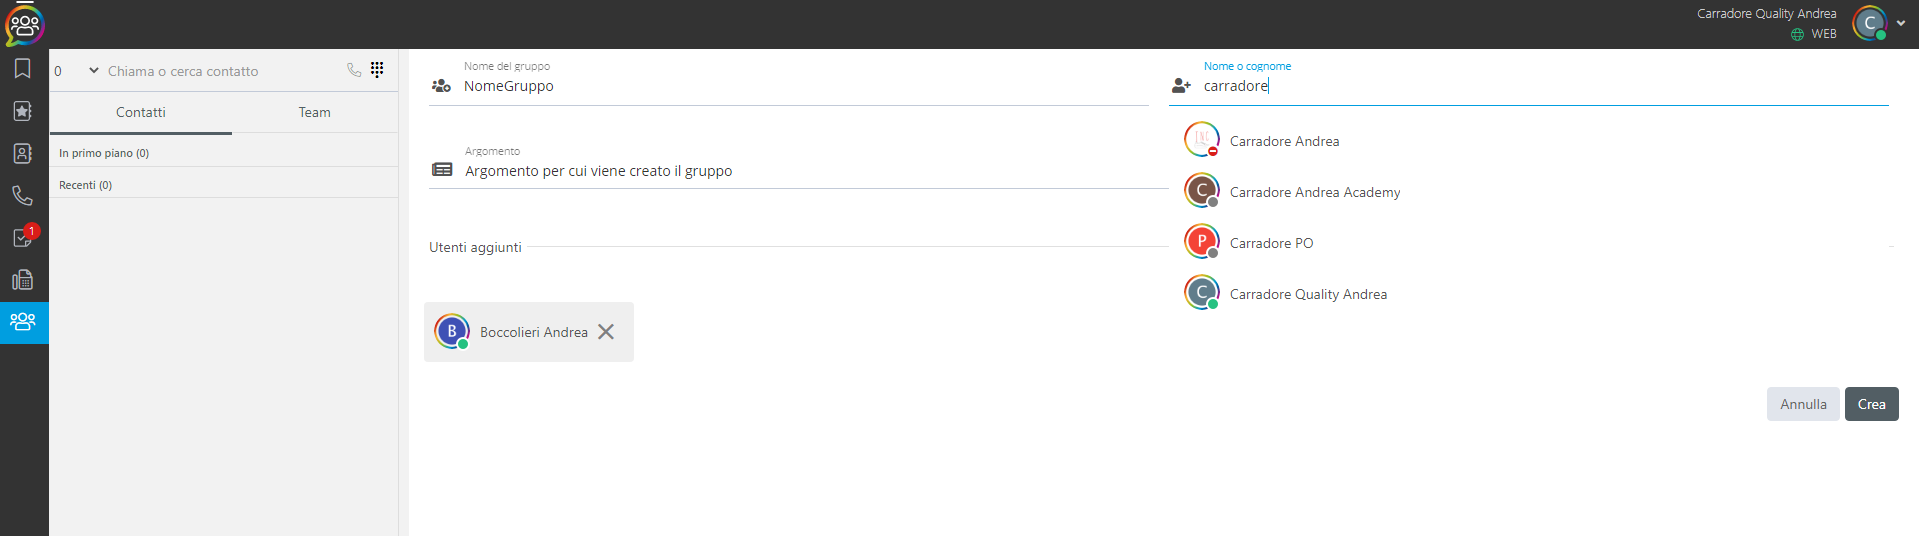 Carradore Quality Andrea
WEB
C
0
Chiama o cerca contatto
Contatti
Team
In primo piano (0)
Recenti (0)
1
Nome del gruppo
NomeGruppo
Argomento
Argomento per cui viene creato il gruppo
Utenti aggiunti
B
Boccolieri Andrea
Nome o cognome
carradore
Carradore Andrea
C
Carradore Andrea Academy
P
Carradore PO
C
Carradore Quality Andrea
Annulla
Crea